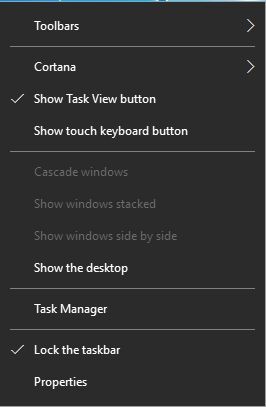 Toolbars
Cortana
Show Task View button
Show touch keyboard button
Cascade windows
Show windows stacked
Show windows side by side
Show the desktop
Task Manager
Lock the taskbar
Properties